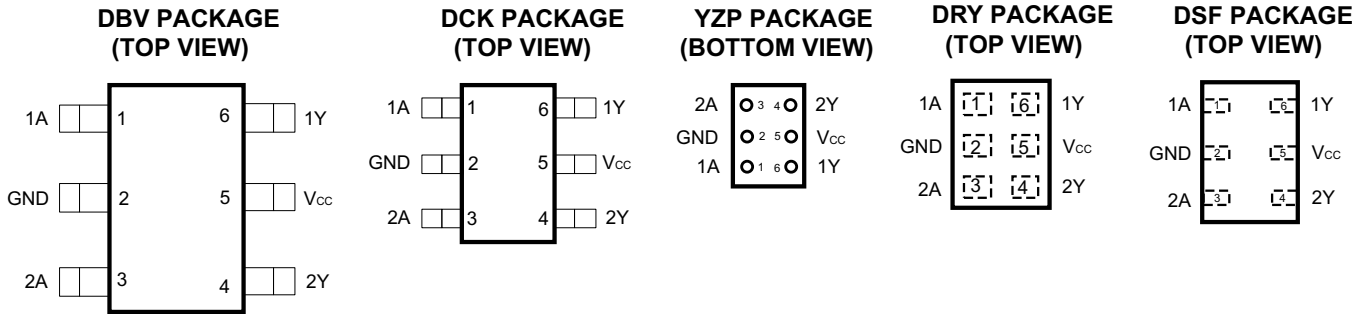 DBV PACKAGE
(TOP VIEW)
1A 1 6 1Y
GND 2 5 Vcc
2A 3 4 2Y
DCK PACKAGE
(TOP VIEW)
1A 1 6 1Y
GND 2 5 Vcc
2A 3 4 2Y
YZP PACKAGE
(BOTTOM VIEW)
2A 3 4 2Y
GND 2 5 Vcc
1A 1 6 1Y
DRY PACKAGE
(TOP VIEW)
1A 1 6 1Y
GND 2 5 Vcc
2A 3 4 2Y
DSF PACKAGE
(TOP VIEW)
1A 1 6 1Y
GND 2 5 Vcc
2A 3 4 2Y